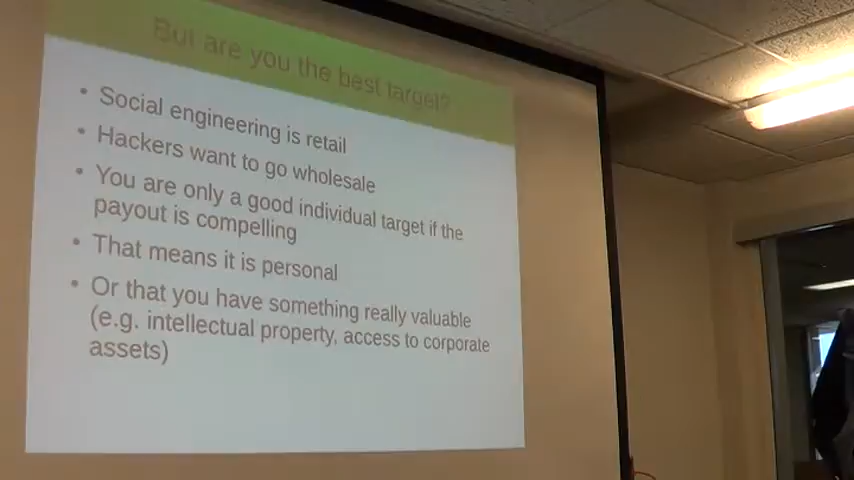 But are you the best target?
• Social engineering is retail
• Hackers want to go wholesale
• You are only a good individual target if the
payout is compelling
• That means it is personal
• Or that you have something really valuable
(e.g. intellectual property, access to corporate
assets)